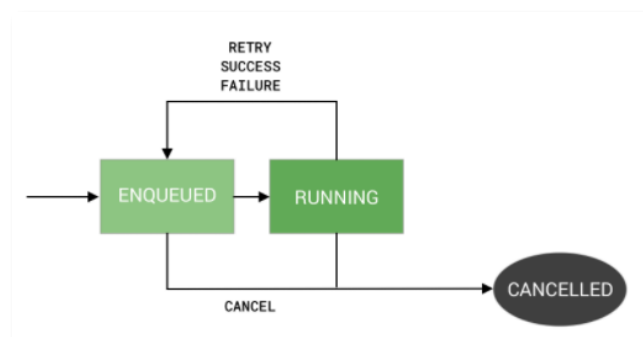 RETRY
SUCCESS
FAILURE
ENQUEUED
RUNNING
CANCELLED
CANCEL